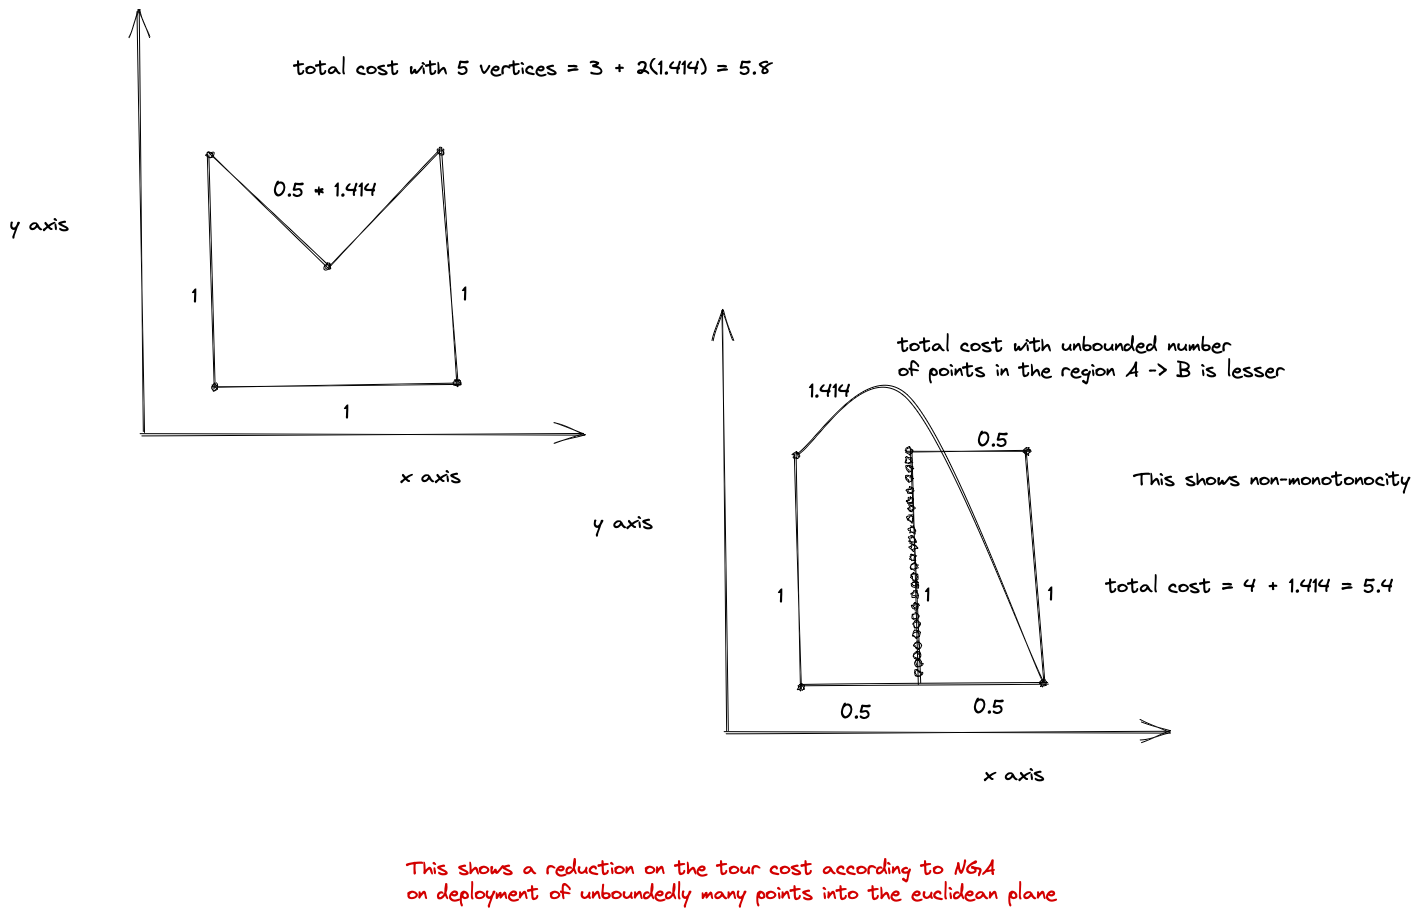 total cost with 5 vertices = 3 + 2(1.414) = 5.8
0.5 * 1.414
y axis
1
1
1
x axis
total cost with unbounded number
of points in the region A -> B is lesser
1.414
0.5
This shows non-monotonocity
y axis
total cost = 4 + 1.414 = 5.4
1
1
1
0.5
0.5
x axis
This shows a reduction on the tour cost according to NGA
on deployment of unboundedly many points into the euclidean plane